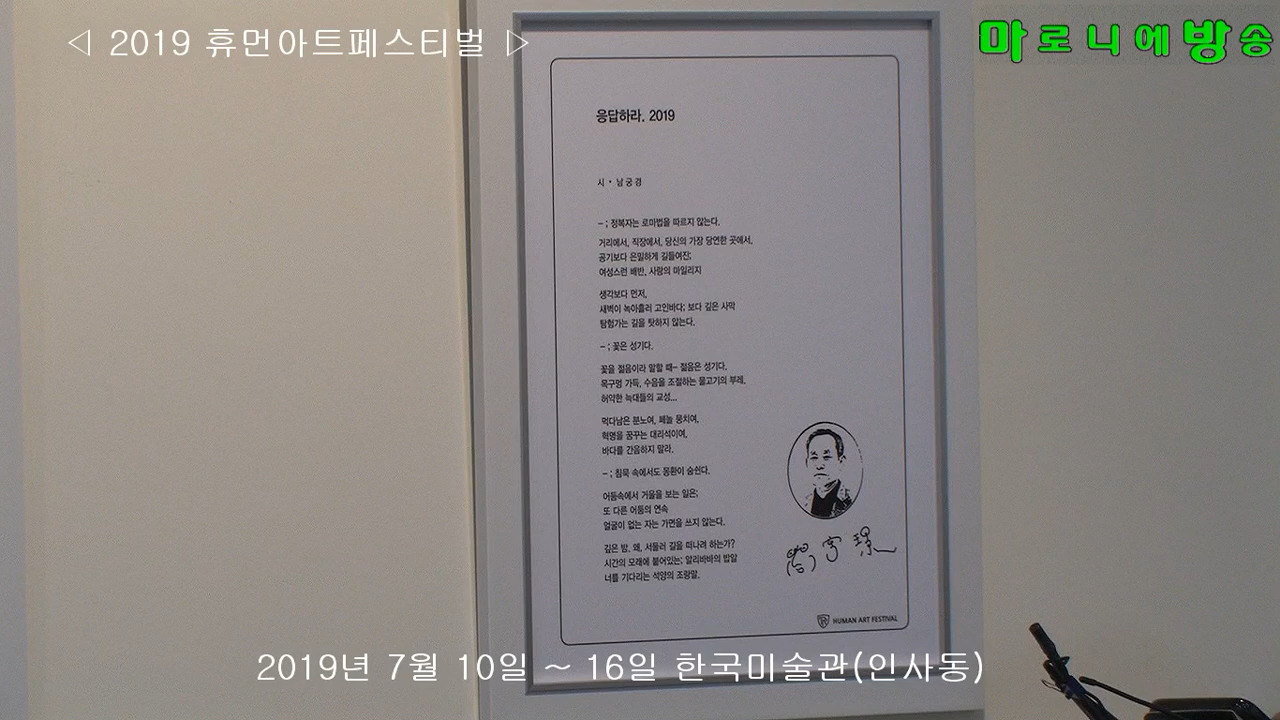 ◁ 2019 휴먼아트페스티벌 ▷
마로니에방송
응답하라. 2019
시 • 남궁경
- ; 정복자는 로마법을 따르지 않는다.
거리에서, 직장에서, 당신의 가장 당연한 곳에서,
공기보다 은밀하게 길들여진;
여성스런 배반, 사랑의 마일리지
생각보다 먼저,
새벽이 녹아흘러 고인바다; 보다 깊은 사막
탐험가는 길을 탓하지 않는다.
- ; 꽃은 성기다.
꽃을 젊음이라 말할 때- 젊음은 성기다.
목구멍 가득, 수음을 조절하는 물고기의 부레,
허약한 늑대들의 교성...
먹다남은 분노여, 페놀 뭉치여,
혁명을 꿈꾸는 대리석이여,
바다를 간음하지 말라.
- ; 침묵 속에서도 몽환이 숨쉰다.
어둠속에서 거울을 보는 일은;
또 다른 어둠의 연속
얼굴이 없는 자는 가면을 쓰지 않는다.
깊은 밤, 왜, 서둘러 길을 떠나려 하는가?
시간의 모래에 붙어있는; 알리바바의 밥알
너를 기다리는 석양의 조랑말.
HUMAN ART FESTIVAL
2019년 7월 10일 ~ 16일 한국미술관(인사동)